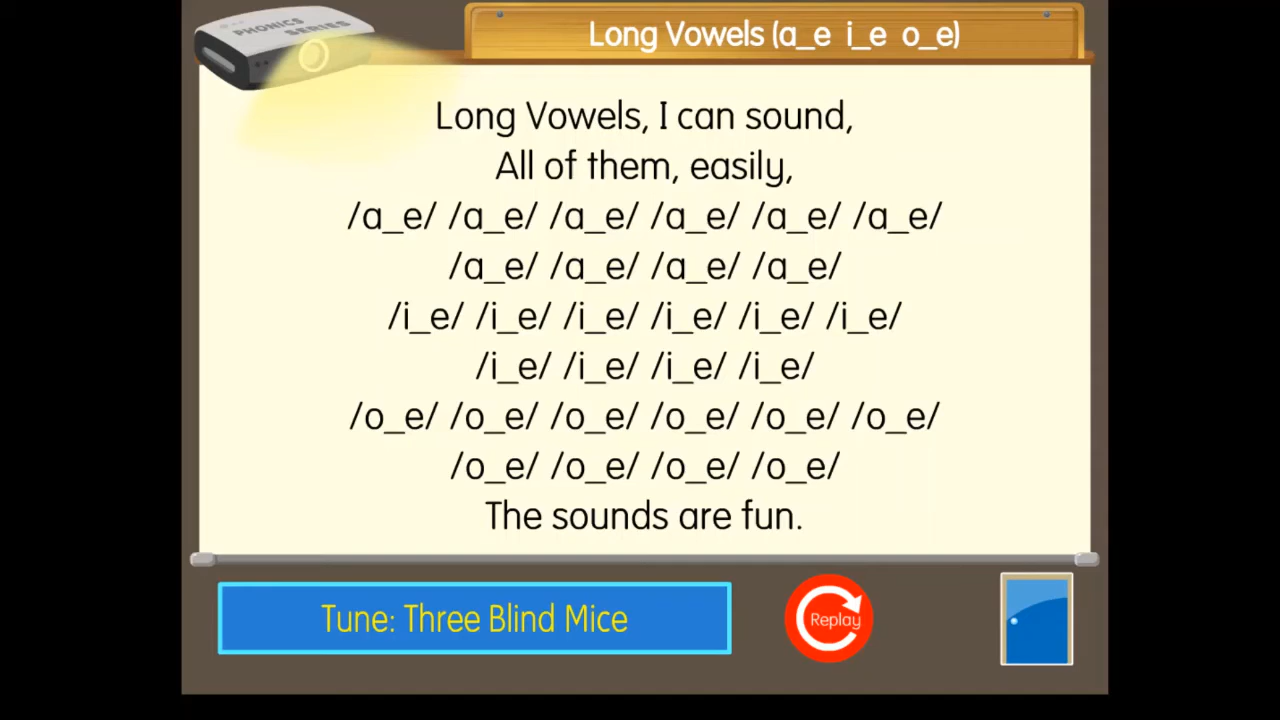 PHONICS
SERIES
Long Vowels (a_e i_e o_e)
Long Vowels, I can sound,
All of them, easily,
/a_e/ /a_e/ /a_e/ /a_e/ /a_e/ /a_e/
/a_e/ /a_e/ /a_e/ /a_e/
/i_e/ /i_e/ /i_e/ /i_e/ /i_e/ /i_e/
/i_e/ /i_e/ /i_e/ /i_e/
/o_e/ /o_e/ /o_e/ /o_e/ /o_e/ /o_e/
/o_e/ /o_e/ /o_e/ /o_e/
The sounds are fun.
Tune: Three Blind Mice
Replay